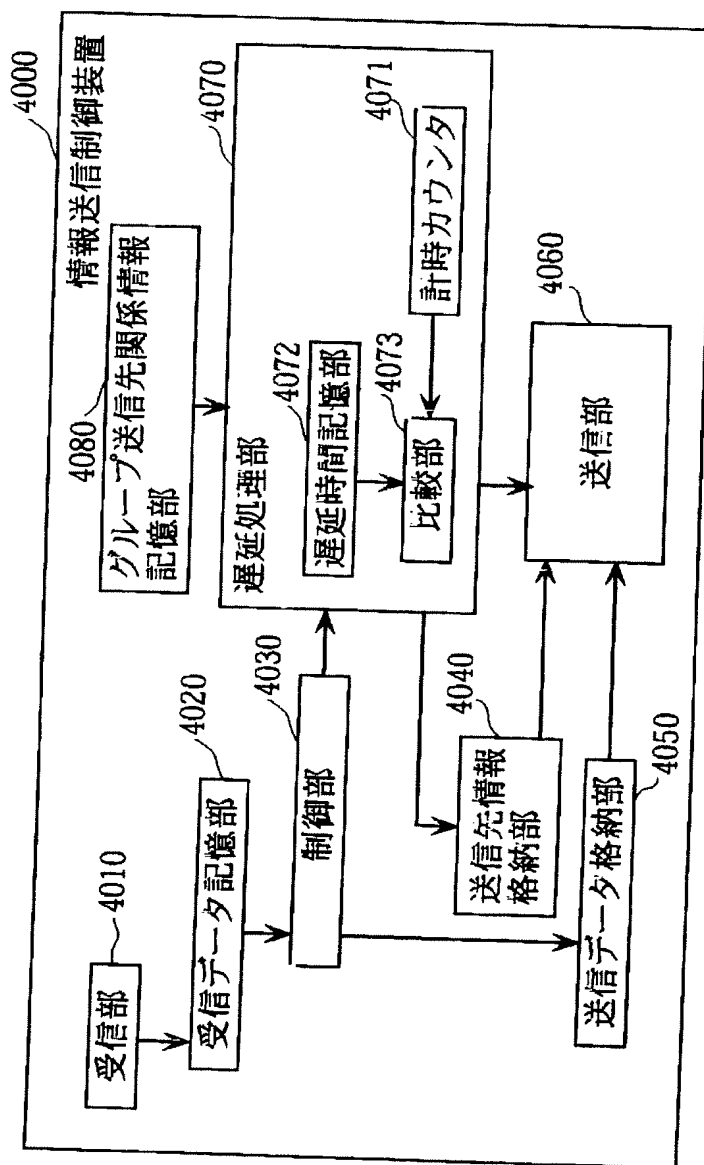 4000
情報送信制御装置
4010
受信部
4020
受信データ記憶部
4030
制御部
4080
グループ送信先関係情報
記憶部
4070
遅延処理部
4072
遅延時間記憶部
4071
計時カウンタ
4073
比較部
4040
送信先情報
格納部
4050
送信データ格納部
4060
送信部